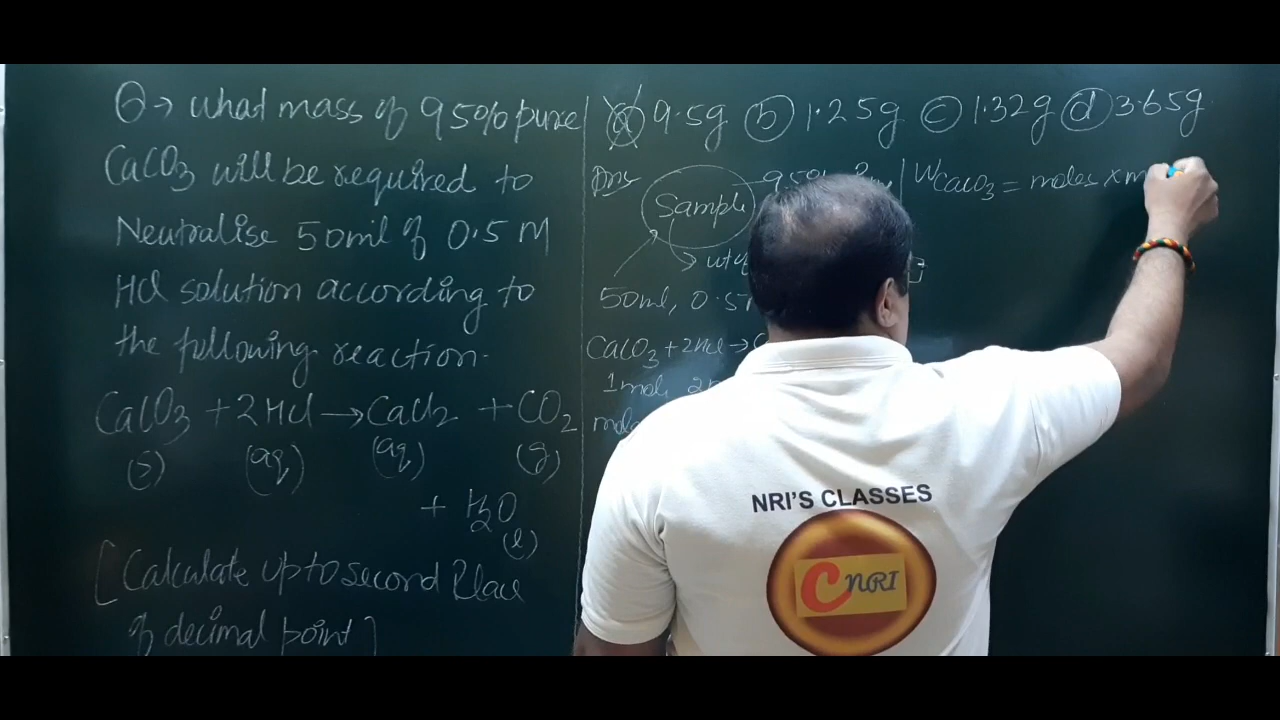 Q→ what mass of 95% pure
CaCO3 will be required to
Neutralise 50ml of 0.5 M
HCl solution according to
the following reaction.
CaCO3 + 2HCl → CaCl2 + CO2
(s) (aq) (aq) (g)
+ H2O
(l)
[Calculate upto second Place
of decimal point]
(a) 9.5g (b) 1.25g (c) 1.32g (d) 3.65g
Ans
Sample
95%
wt
50ml, 0.5
CaCO3 + 2HCl →
1mol
WCaCO3 = moles ×
NRI'S CLASSES
C NRI